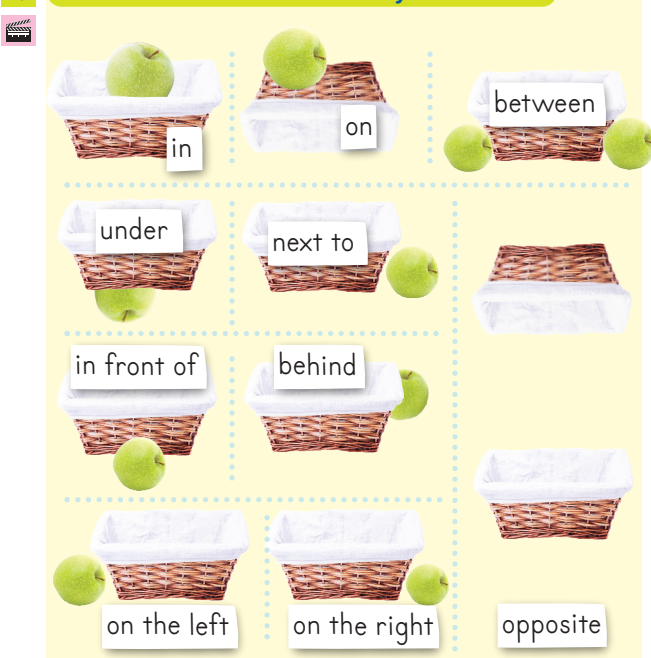 in
on
between
under
next to
in front of
behind
on the left
on the right
opposite